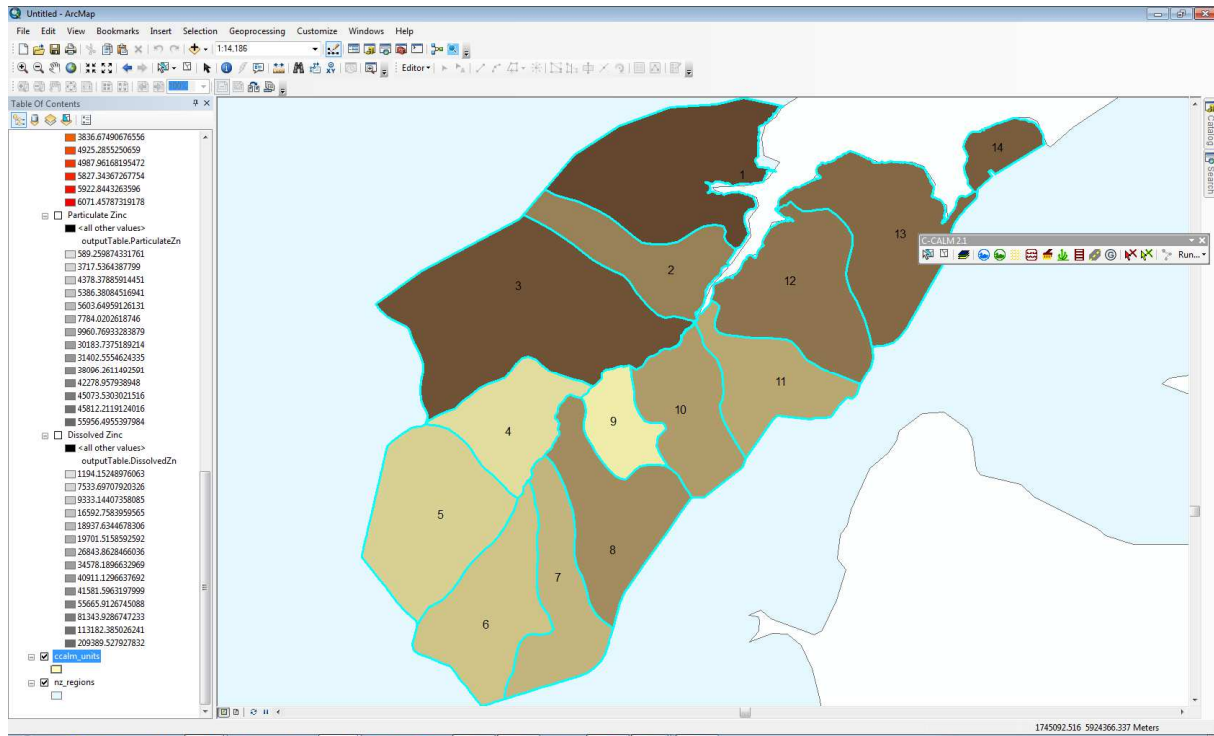 Untitled - ArcMap
File Edit View Bookmarks Insert Selection Geoprocessing Customize Windows Help
1:14,186
Editor
Table Of Contents
3836.67490676556
4925.2855250659
4987.96168195472
5827.34367267754
5922.8443263596
6071.45787319178
Particulate Zinc
<all other values>
outputTable.ParticulateZn
589.259874331761
3717.5364387799
4378.37885914451
5386.38084516941
5603.64959126131
7784.0202618746
9960.76933283879
30183.7375189214
31402.5554624335
38096.2611492591
42278.957938948
45073.5303021516
45812.2119124016
55956.4955397984
Dissolved Zinc
<all other values>
outputTable.DissolvedZn
1194.15248976063
7533.69707920326
9333.14407358085
16592.7583959565
18937.6344678306
19701.5158592592
26843.8628466036
34578.1896632969
40911.1296637692
41581.5963197999
55665.9126745088
81343.9286747233
113182.385026241
209389.527927832
ccalm_units
nz_regions
1
2
3
4
5
6
7
8
9
10
11
12
13
14
C-CALM 2.1
Run...
Catalog
Search
1745092.516 5924366.337 Meters